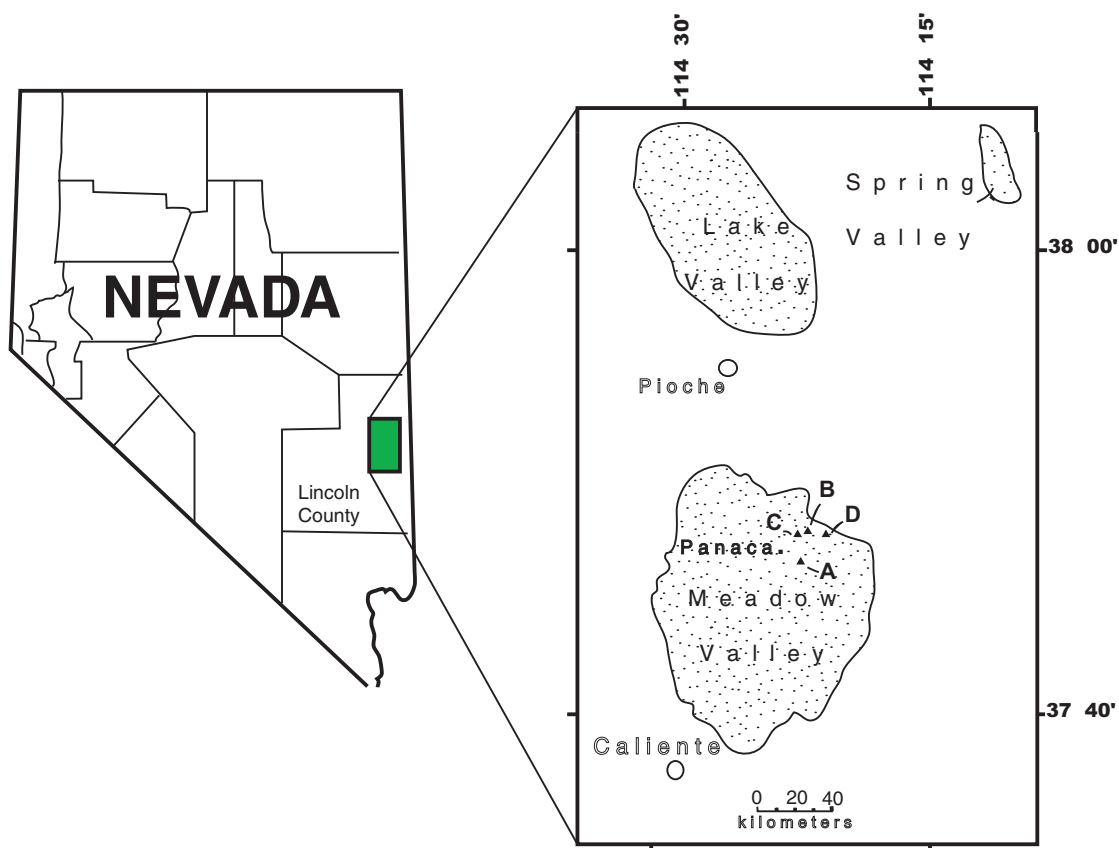 NEVADA
Lincoln
County
114 30'
114 15'
Spring
Valley
Lake
Valley
38 00'
Pioche
B
C
D
Panaca
A
Meadow
Valley
37 40'
Caliente
0 20 40
kilometers